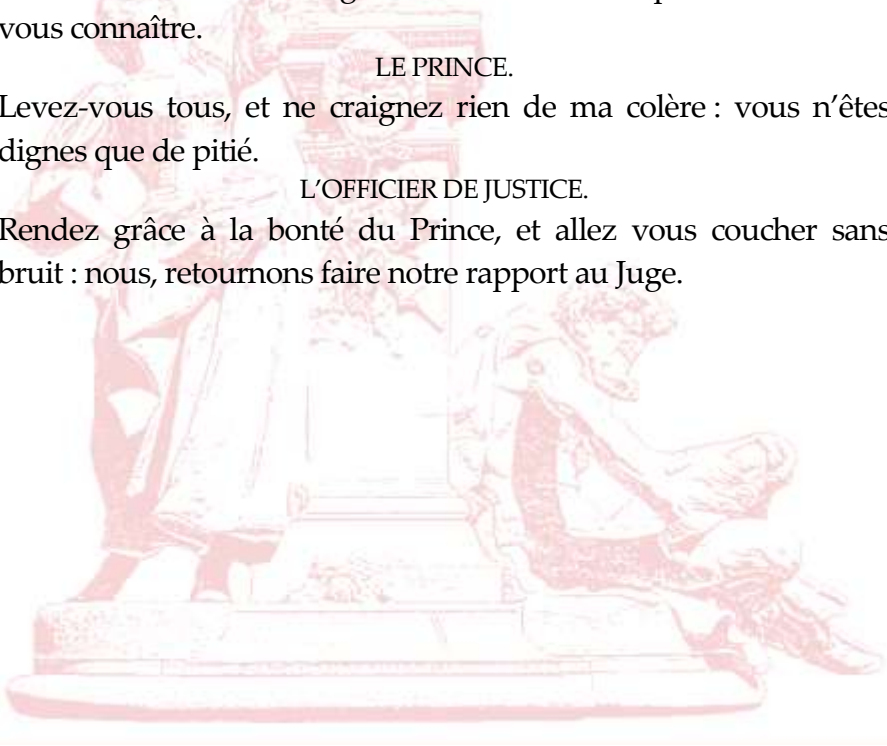 vous connaître.
LE PRINCE.
Levez-vous tous, et ne craignez rien de ma colère : vous n’êtes
dignes que de pitié.
L’OFFICIER DE JUSTICE.
Rendez grâce à la bonté du Prince, et allez vous coucher sans
bruit : nous, retournons faire notre rapport au Juge.